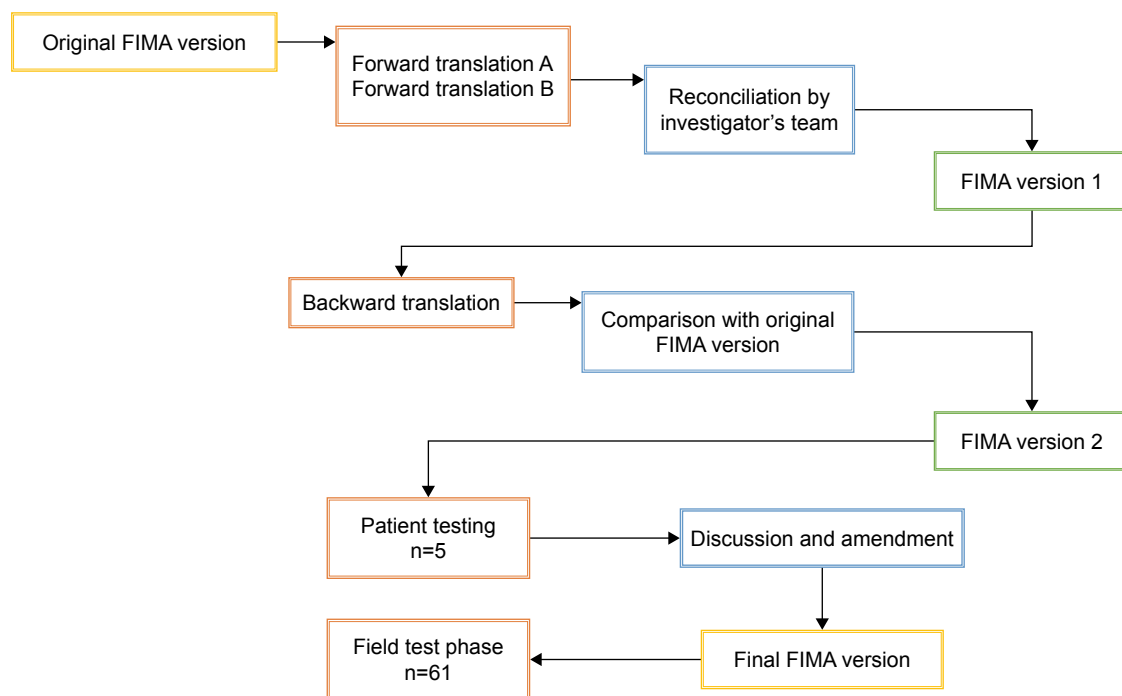 Original FIMA version
Forward translation A
Forward translation B
Reconciliation by
investigator’s team
FIMA version 1
Backward translation
Comparison with original
FIMA version
FIMA version 2
Patient testing
n=5
Discussion and amendment
Final FIMA version
Field test phase
n=61